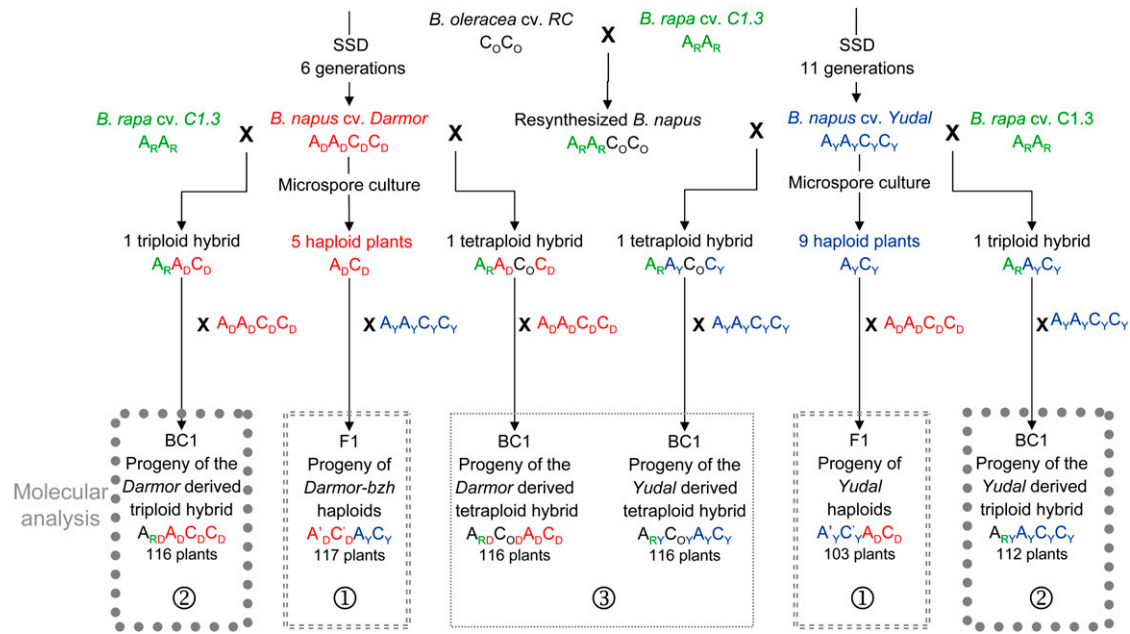 B. oleracea cv. RC
COCO
X
B. rapa cv. C1.3
ARAR
SSD
6 generations
SSD
11 generations
B. rapa cv. C1.3
ARAR
X
B. napus cv. Darmor
ADADCDCD
X
Resynthesized B. napus
ARARCOCO
X
B. napus cv. Yudal
AYAYCYCY
X
B. rapa cv. C1.3
ARAR
Microspore culture
Microspore culture
1 triploid hybrid
ARADCD
5 haploid plants
ADCD
1 tetraploid hybrid
ARADCOCD
1 tetraploid hybrid
ARAYCOCY
9 haploid plants
AYCY
1 triploid hybrid
ARAYCY
X ADADCDCD
X AYAYCYCY
X ADADCDCD
X AYAYCYCY
X ADADCDCD
X AYAYCYCY
Molecular
analysis
BC1
Progeny of the
Darmor derived
triploid hybrid
ARDADCDCD
116 plants
②
F1
Progeny of
Darmor-bzh
haploids
A'DC'DAYCY
117 plants
①
BC1
Progeny of the
Darmor derived
tetraploid hybrid
ARDCODADCD
116 plants
BC1
Progeny of the
Yudal derived
tetraploid hybrid
ARYCOYAYCY
116 plants
③
F1
Progeny of
Yudal
haploids
A'YC'YADCD
103 plants
①
BC1
Progeny of the
Yudal derived
triploid hybrid
ARYAYCYCY
112 plants
②